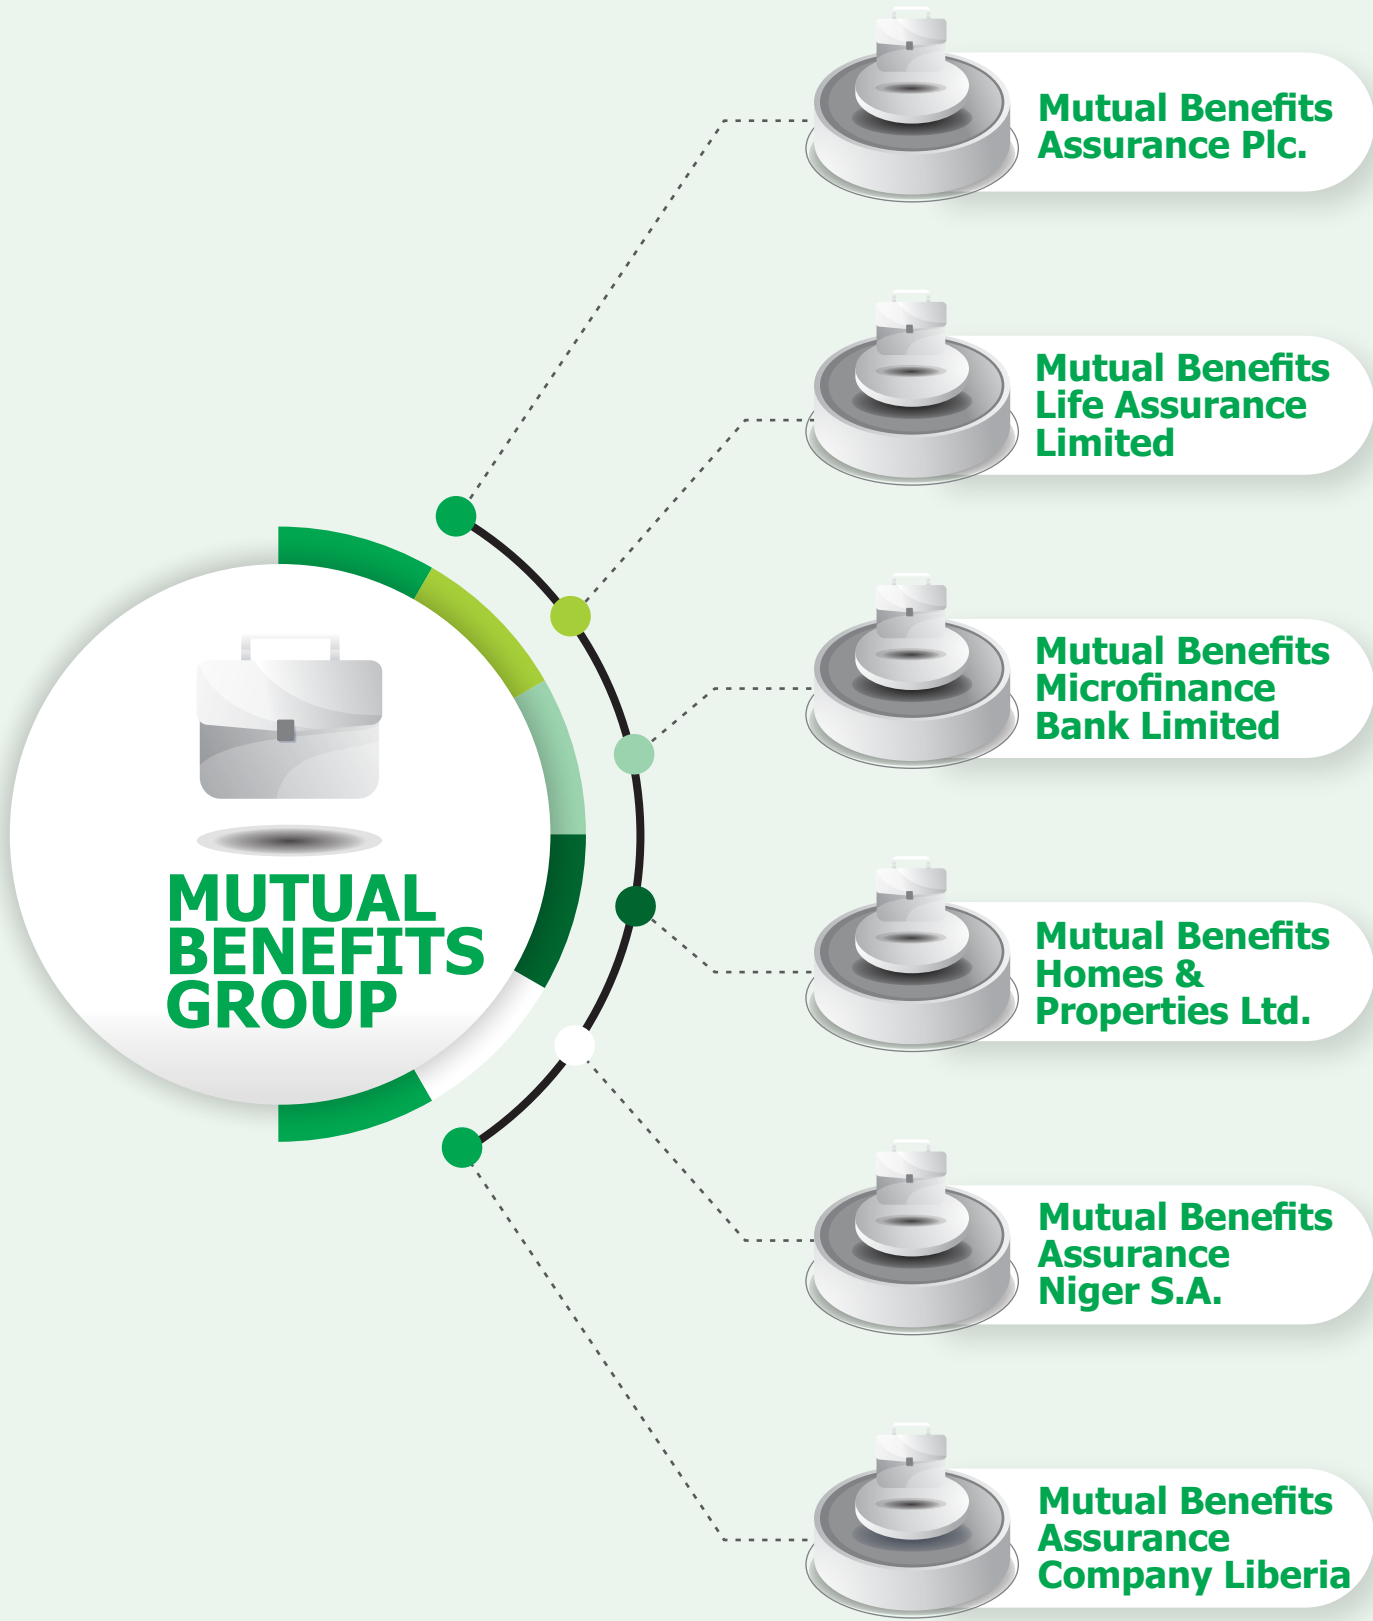 MUTUAL
BENEFITS
GROUP
Mutual Benefits
Assurance Plc.
Mutual Benefits
Life Assurance
Limited
Mutual Benefits
Microfinance
Bank Limited
Mutual Benefits
Homes &
Properties Ltd.
Mutual Benefits
Assurance
Niger S.A.
Mutual Benefits
Assurance
Company Liberia